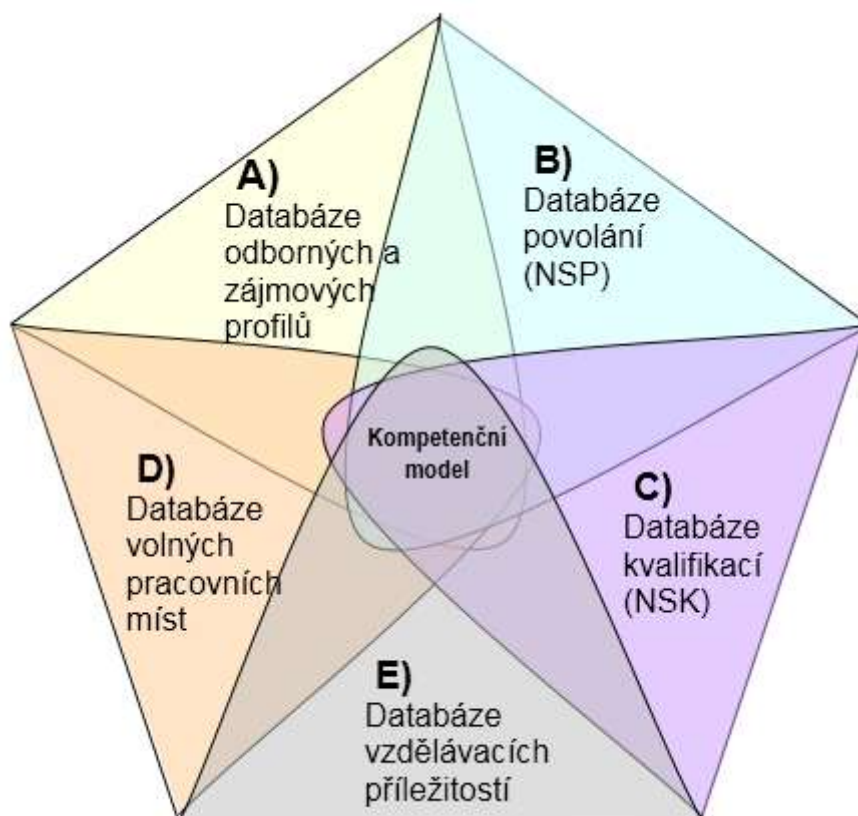 A)
Databáze
odborných a
zájmových
profilů
B)
Databáze
povolání
(NSP)
Kompetenční
model
D)
Databáze
volných
pracovních
míst
C)
Databáze
kvalifikací
(NSK)
E)
Databáze
vzdělávacích
příležitostí